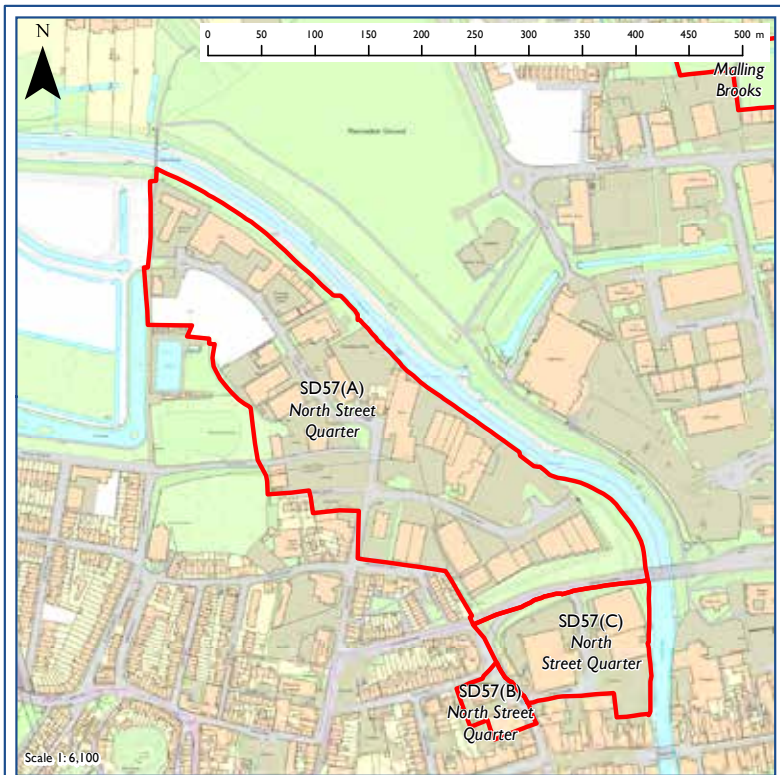 N
0 50 100 150 200 250 300 350 400 450 500 m
Malling
Brooks
SD57(A)
North Street
Quarter
SD57(C)
North
Street Quarter
SD57(B)
North Street
Quarter
Scale 1:6,100